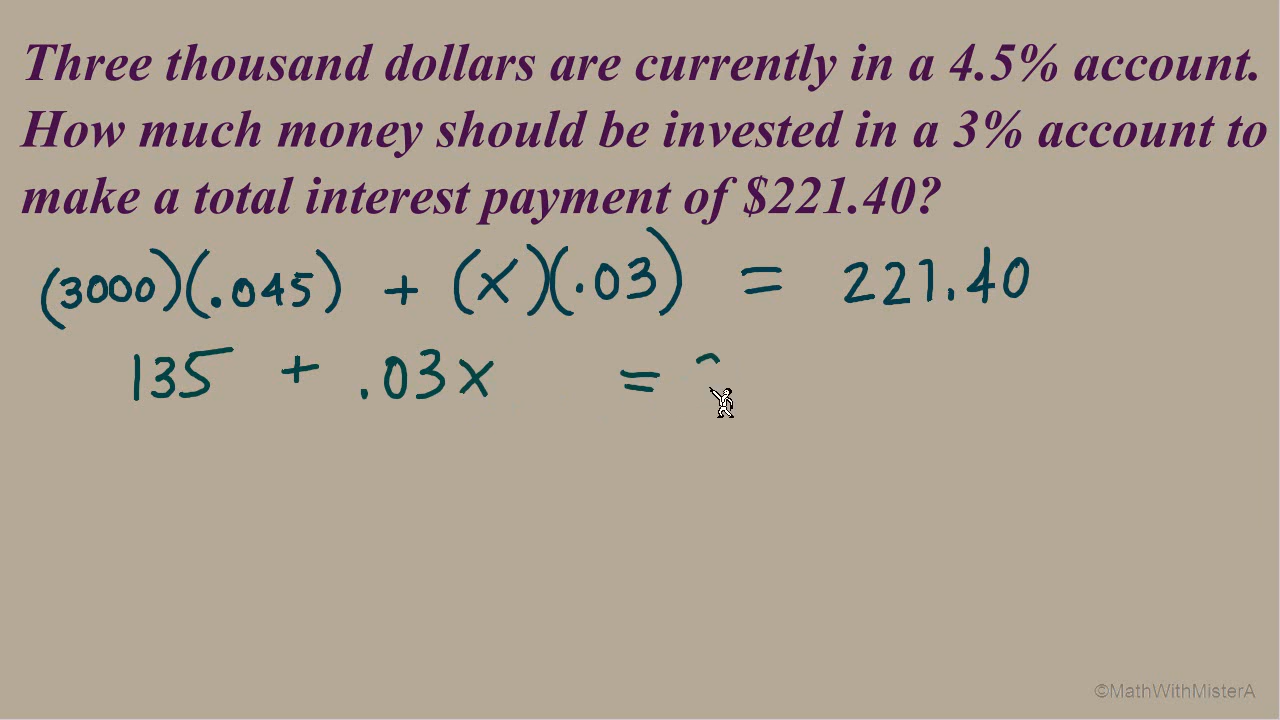 Three thousand dollars are currently in a 4.5% account.
How much money should be invested in a 3% account to
make a total interest payment of $221.40?
(3000)(.045) + (x)(.03) = 221.40
135 + .03x =
©MathWithMisterA